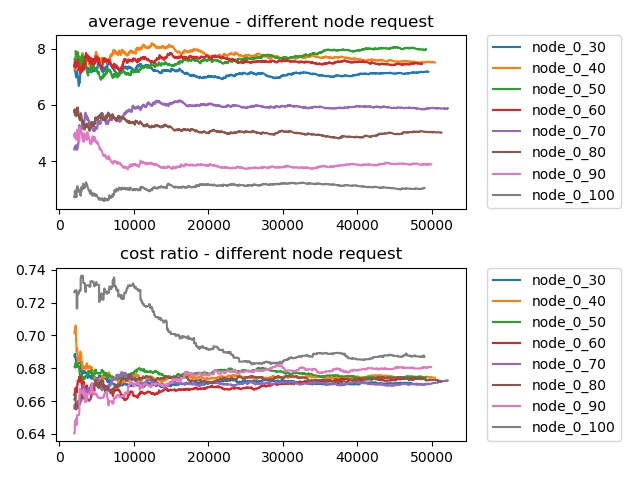 average revenue - different node request
8
6
4
0 10000 20000 30000 40000 50000
node_0_30
node_0_40
node_0_50
node_0_60
node_0_70
node_0_80
node_0_90
node_0_100
cost ratio - different node request
0.74
0.72
0.70
0.68
0.66
0.64
0 10000 20000 30000 40000 50000
node_0_30
node_0_40
node_0_50
node_0_60
node_0_70
node_0_80
node_0_90
node_0_100